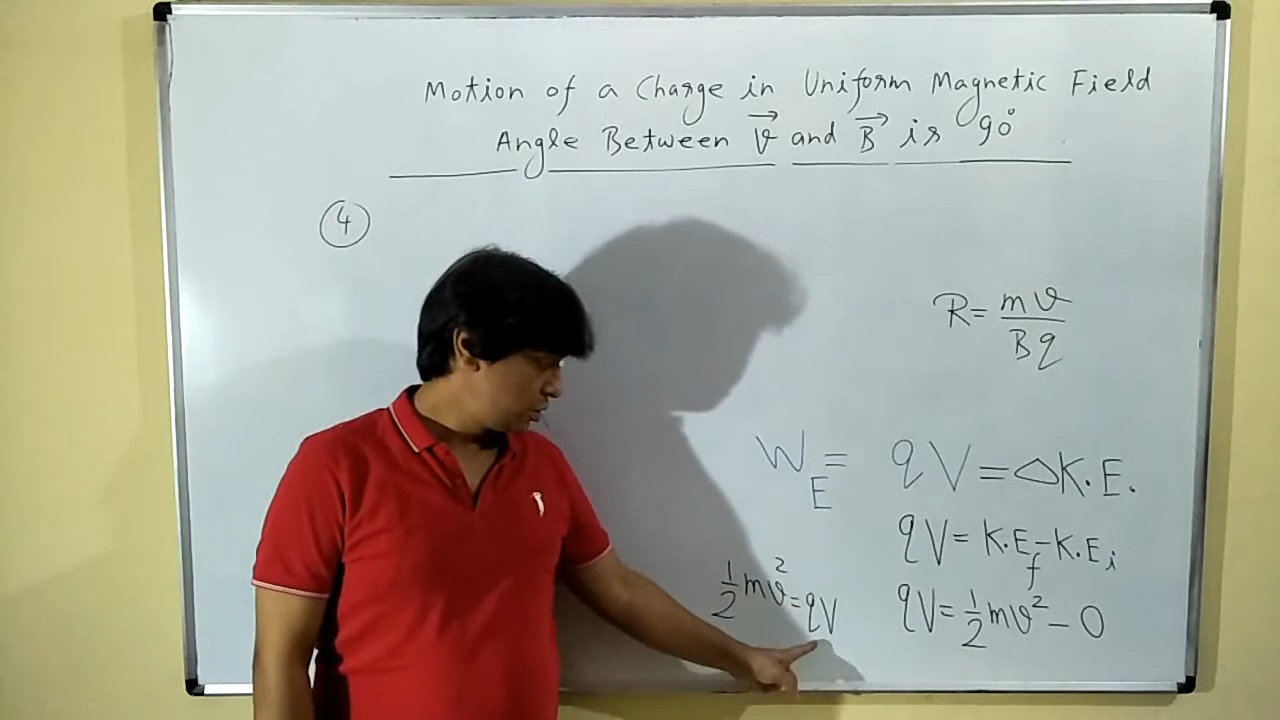 Motion of a Charge in Uniform Magnetic Field
Angle Between v⃗ and B⃗ is 90°
4
R = mv/Bq
W_E = qV = ΔK.E.
qV = K.E_f - K.E_i
½mv² = qV
qV = ½mv² - 0